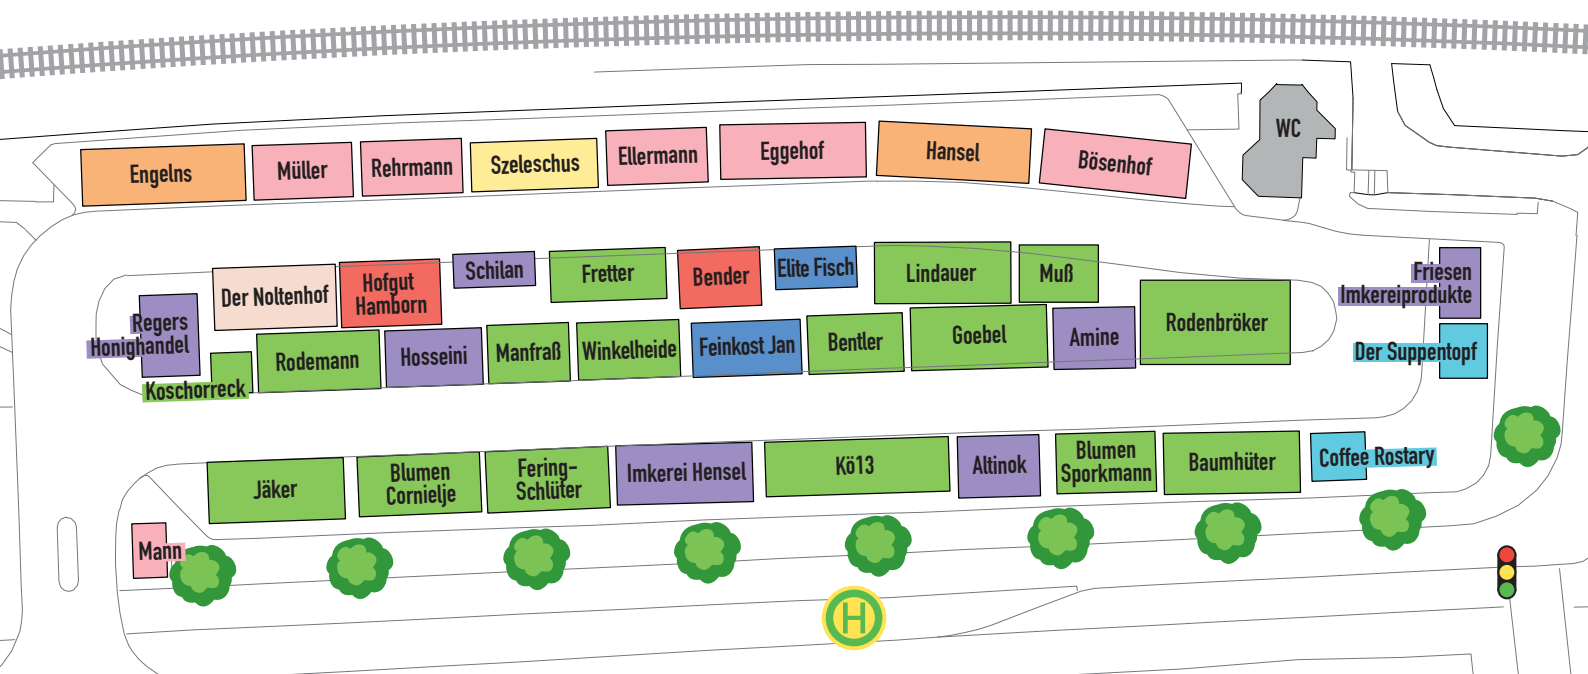 WC
Engelns
Müller
Rehrmann
Szeleschus
Ellermann
Eggehof
Hansel
Bösenhof
Der Noltenhof
Hofgut
Hamborn
Schilan
Fretter
Bender
Elite Fisch
Lindauer
Muß
Friesen
Imkereiprodukte
Regers
Honighandel
Koschorreck
Rodemann
Hosseini
Manfraß
Winkelheide
Feinkost Jan
Bentler
Goebel
Amine
Rodenbröker
Der Suppentopf
Jäker
Blumen
Cornielje
Fering-
Schlüter
Imkerei Hensel
Kö13
Altinok
Blumen
Sporkmann
Baumhüter
Coffee Rostary
Mann
H